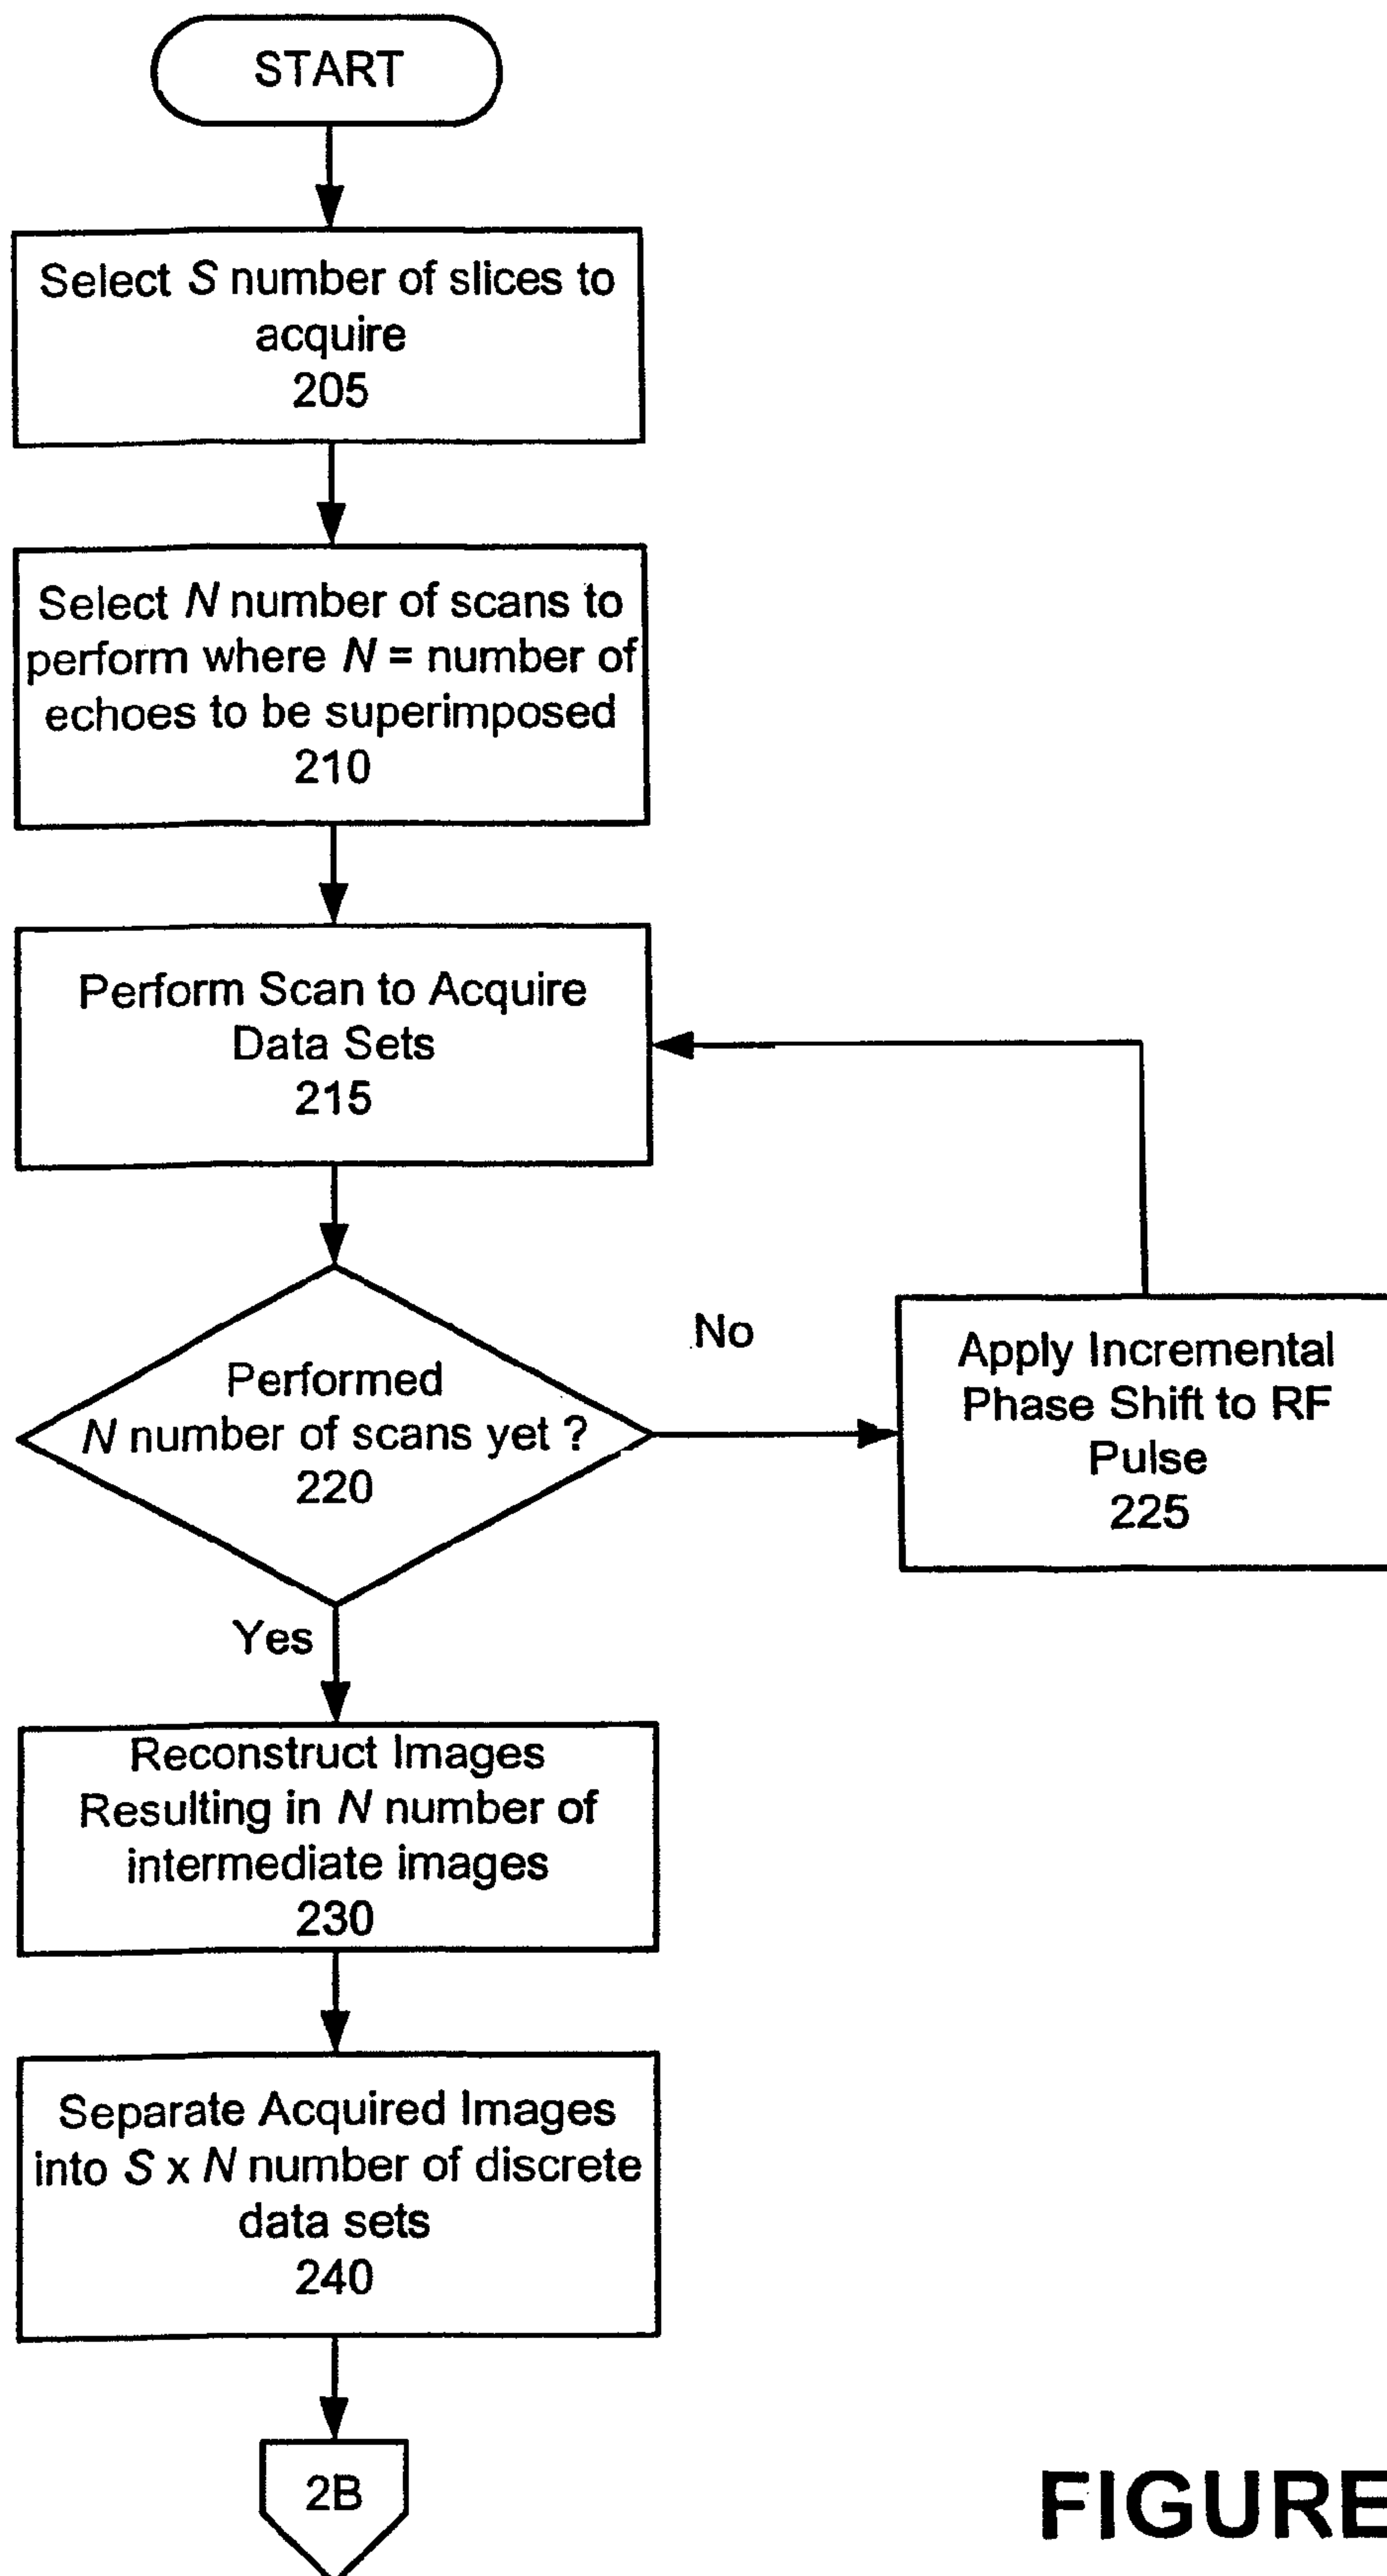 START
Select S number of slices to
acquire
205
Select N number of scans to
perform where N = number of
echoes to be superimposed
210
Perform Scan to Acquire
Data Sets
215
Performed
N number of scans yet ?
220
No
Apply Incremental
Phase Shift to RF
Pulse
225
Yes
Reconstruct Images
Resulting in N number of
intermediate images
230
Separate Acquired Images
into S x N number of discrete
data sets
240
2B
FIGURE